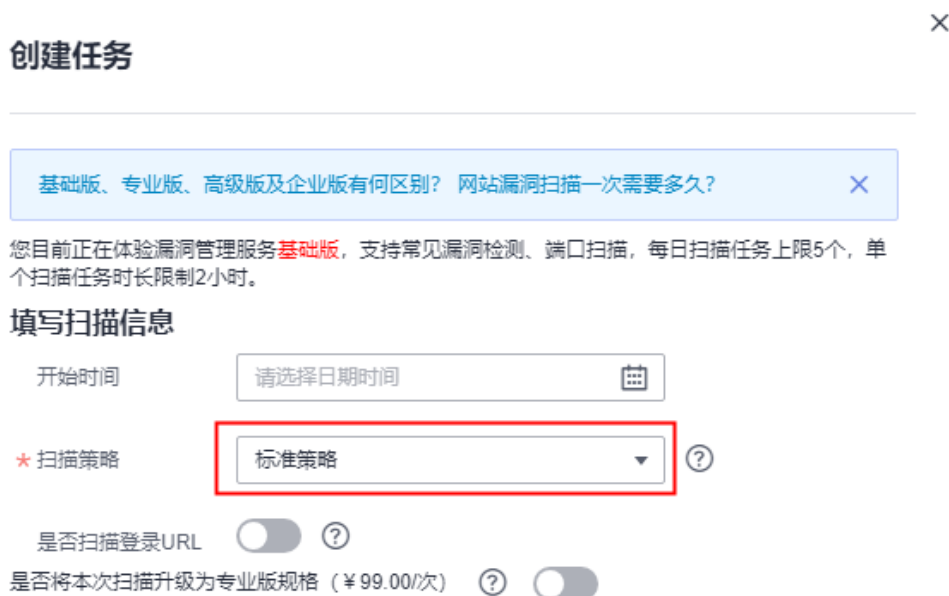 创建任务
基础版、专业版、高级版及企业版有何区别？ 网站漏洞扫描一次需要多久？
您目前正在体验漏洞管理服务基础版，支持常见漏洞检测、端口扫描，每日扫描任务上限5个，单
个扫描任务时长限制2小时。
填写扫描信息
开始时间 请选择日期时间
* 扫描策略 标准策略 ?
是否扫描登录URL ?
是否将本次扫描升级为专业版规格（￥99.00/次） ?